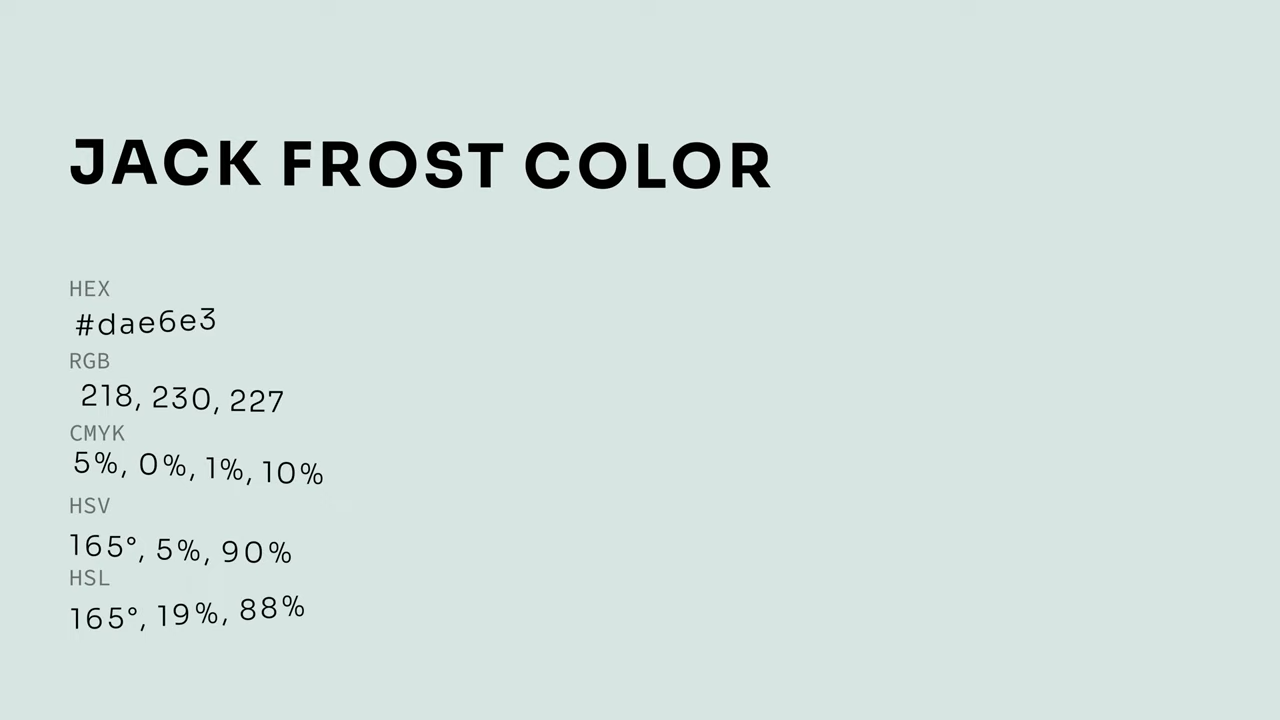 JACK FROST COLOR
HEX
#dae6e3
RGB
218, 230, 227
CMYK
5%, 0%, 1%, 10%
HSV
165°, 5%, 90%
HSL
165°, 19%, 88%